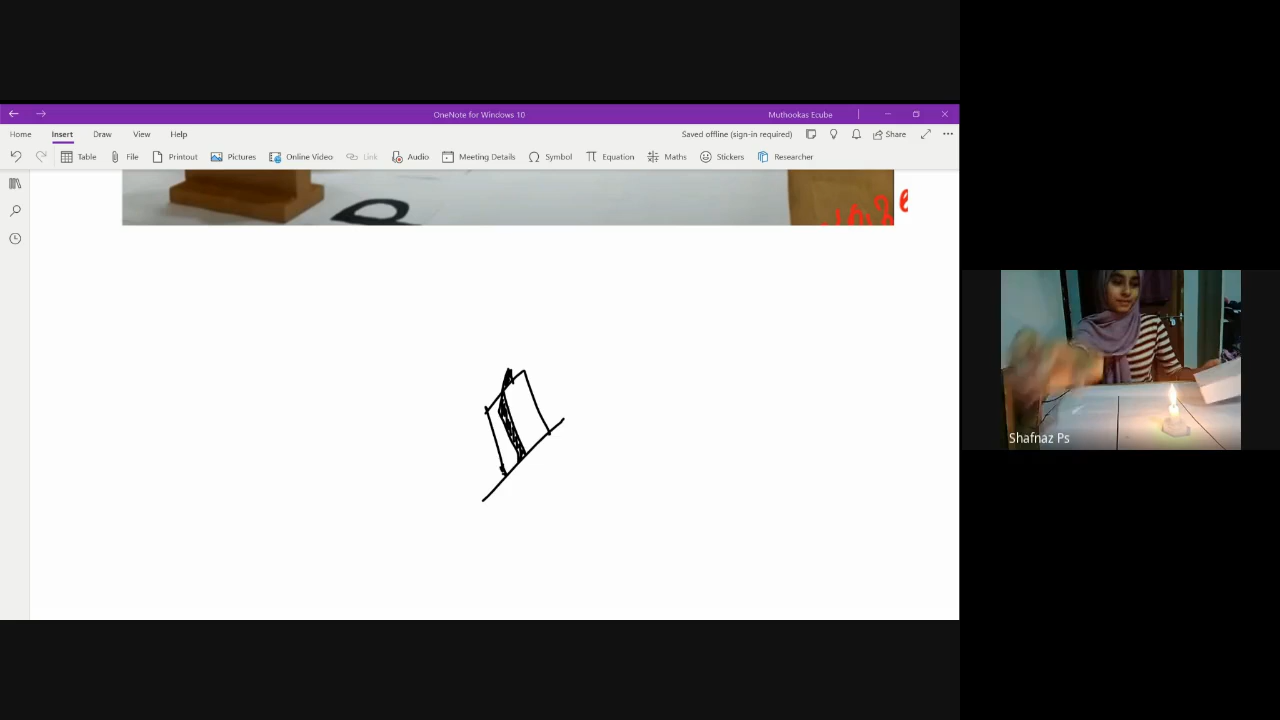 OneNote for Windows 10
Muthookas Ecube
Home Insert Draw View Help
Saved offline (sign-in required)
Share
Table File Printout Pictures Online Video Link Audio Meeting Details Symbol Equation Maths Stickers Researcher
Shafnaz Ps